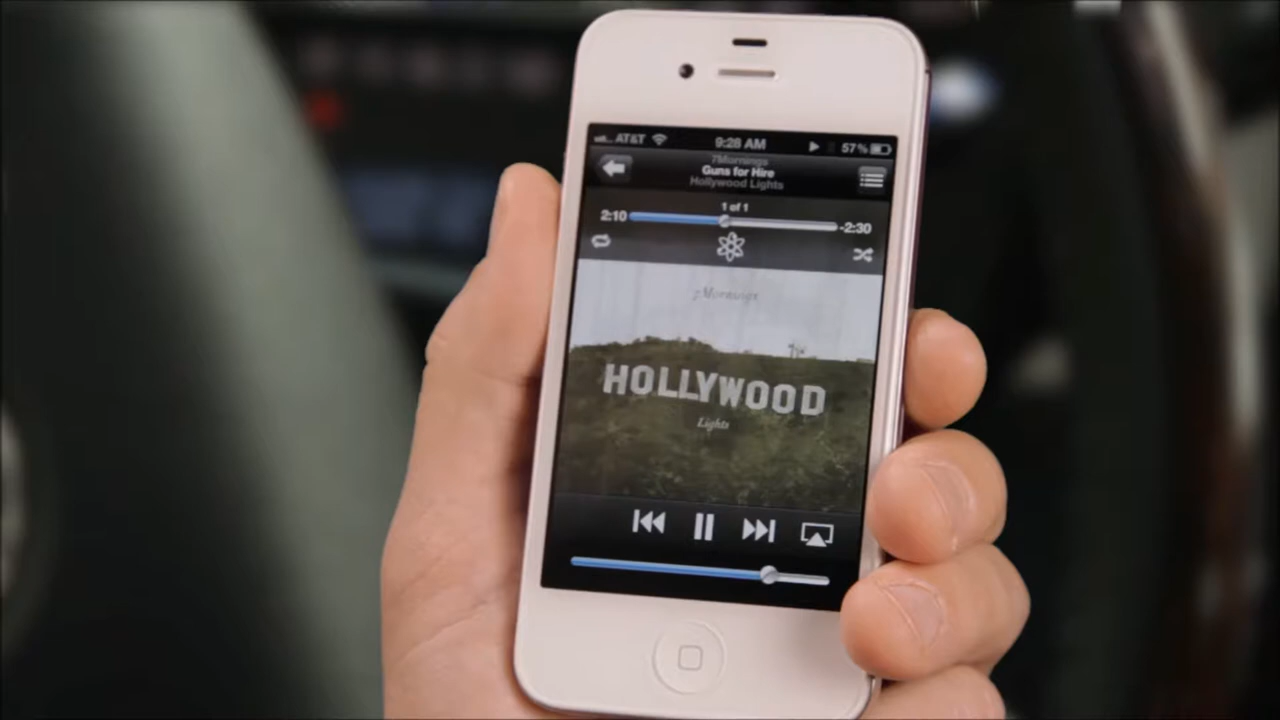 AT&T 9:28 AM 57%
7Mornings
Guns for Hire
Hollywood Lights
1 of 1
2:10 -2:30
7Mornings
HOLLYWOOD
Lights